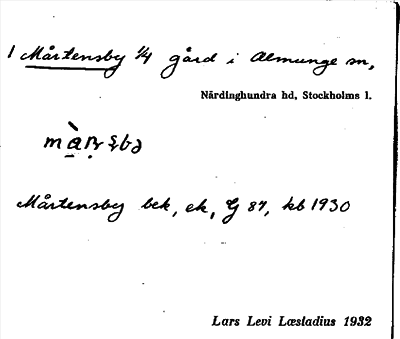 1 Mårtensby 1/4 gård i Almunge sn,
Närdinghundra hd, Stockholms l.
Mårtensby bek, ek, G 87, kb 1930
Lars Levi Læstadius 1932